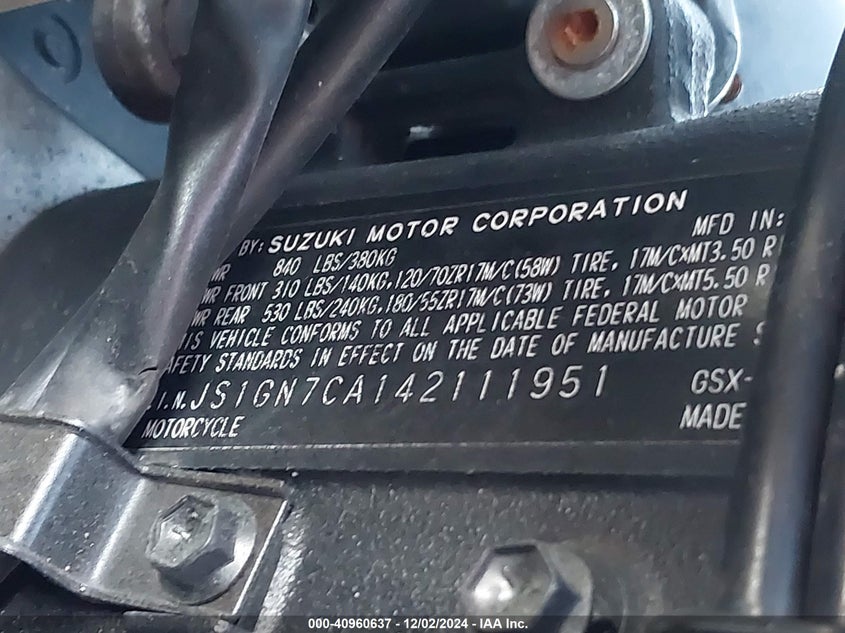 BY: SUZUKI MOTOR CORPORATION MFD IN:
WR 840 LBS/380KG
WR FRONT 310 LBS/140KG, 120/70ZR17M/C(58W) TIRE, 17M/C×MT3.50 R
WR REAR 530 LBS/240KG, 180/55ZR17M/C(73W) TIRE, 17M/C×MT5.50 R
IS VEHICLE CONFORMS TO ALL APPLICABLE FEDERAL MOTOR
AFETY STANDARDS IN EFFECT ON THE DATE OF MANUFACTURE S
.I.N. JS1GN7CA142111951 GSX-
MOTORCYCLE MADE
000-40960637 - 12/02/2024 - IAA Inc.